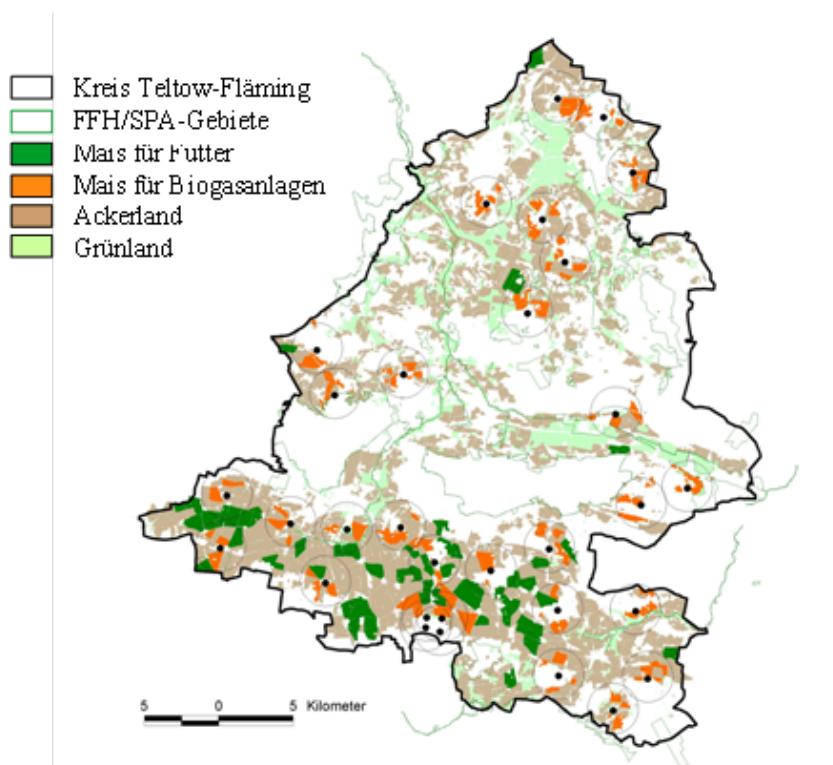 Kreis Teltow-Fläming
FFH/SPA-Gebiete
Mais für Futter
Mais für Biogasanlagen
Ackerland
Grünland
5 0 5 Kilometer